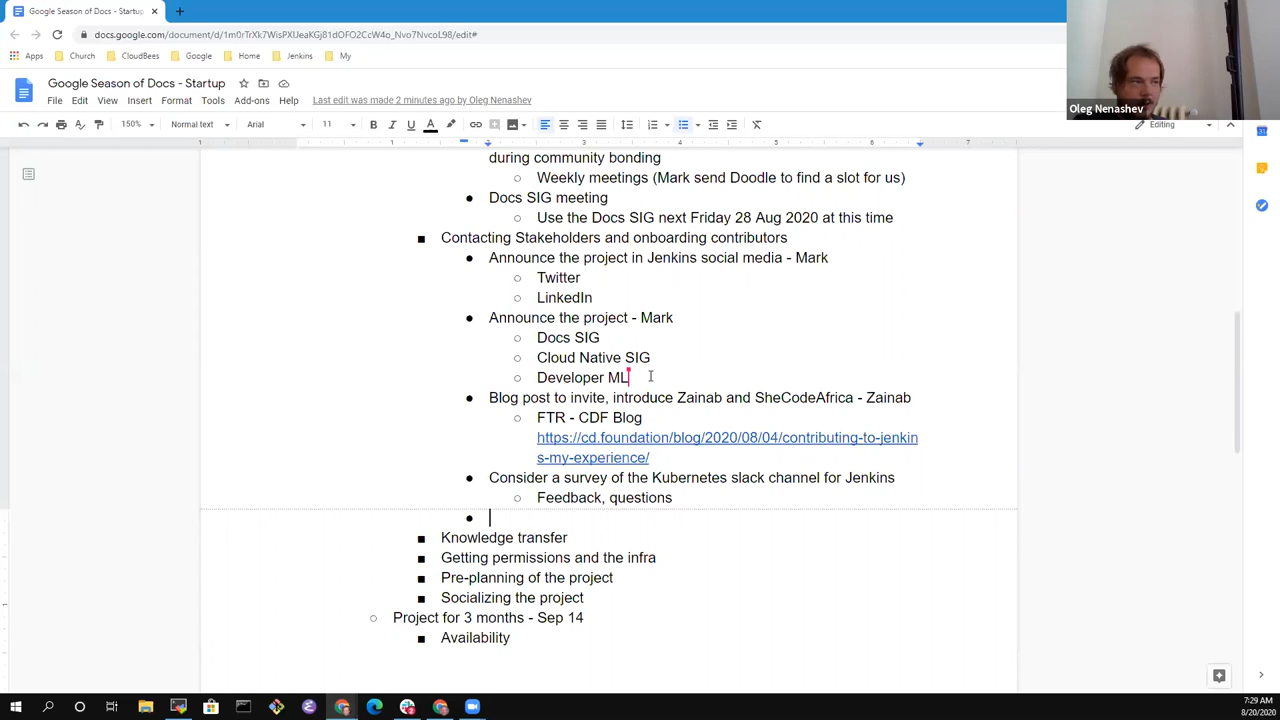 Google Season of Docs - Startup
docs.google.com/document/d/1m0rTrXk7WisPXUeaKGj81dOFO2CcW4o_Nvo7NvcoL98/edit#
Apps Church CloudBees Google Home Jenkins My
Google Season of Docs - Startup
File Edit View Insert Format Tools Add-ons Help Last edit was made 2 minutes ago by Oleg Nenashev
Oleg Nenashev
150% Normal text Arial 11 Editing
1 1 3 4 5 6 7
during community bonding
○ Weekly meetings (Mark send Doodle to find a slot for us)
● Docs SIG meeting
○ Use the Docs SIG next Friday 28 Aug 2020 at this time
■ Contacting Stakeholders and onboarding contributors
● Announce the project in Jenkins social media - Mark
○ Twitter
○ LinkedIn
● Announce the project - Mark
○ Docs SIG
○ Cloud Native SIG
○ Developer ML
● Blog post to invite, introduce Zainab and SheCodeAfrica - Zainab
○ FTR - CDF Blog
https://cd.foundation/blog/2020/08/04/contributing-to-jenkin
s-my-experience/
● Consider a survey of the Kubernetes slack channel for Jenkins
○ Feedback, questions
●
■ Knowledge transfer
■ Getting permissions and the infra
■ Pre-planning of the project
■ Socializing the project
○ Project for 3 months - Sep 14
■ Availability
7:29 AM
8/20/2020